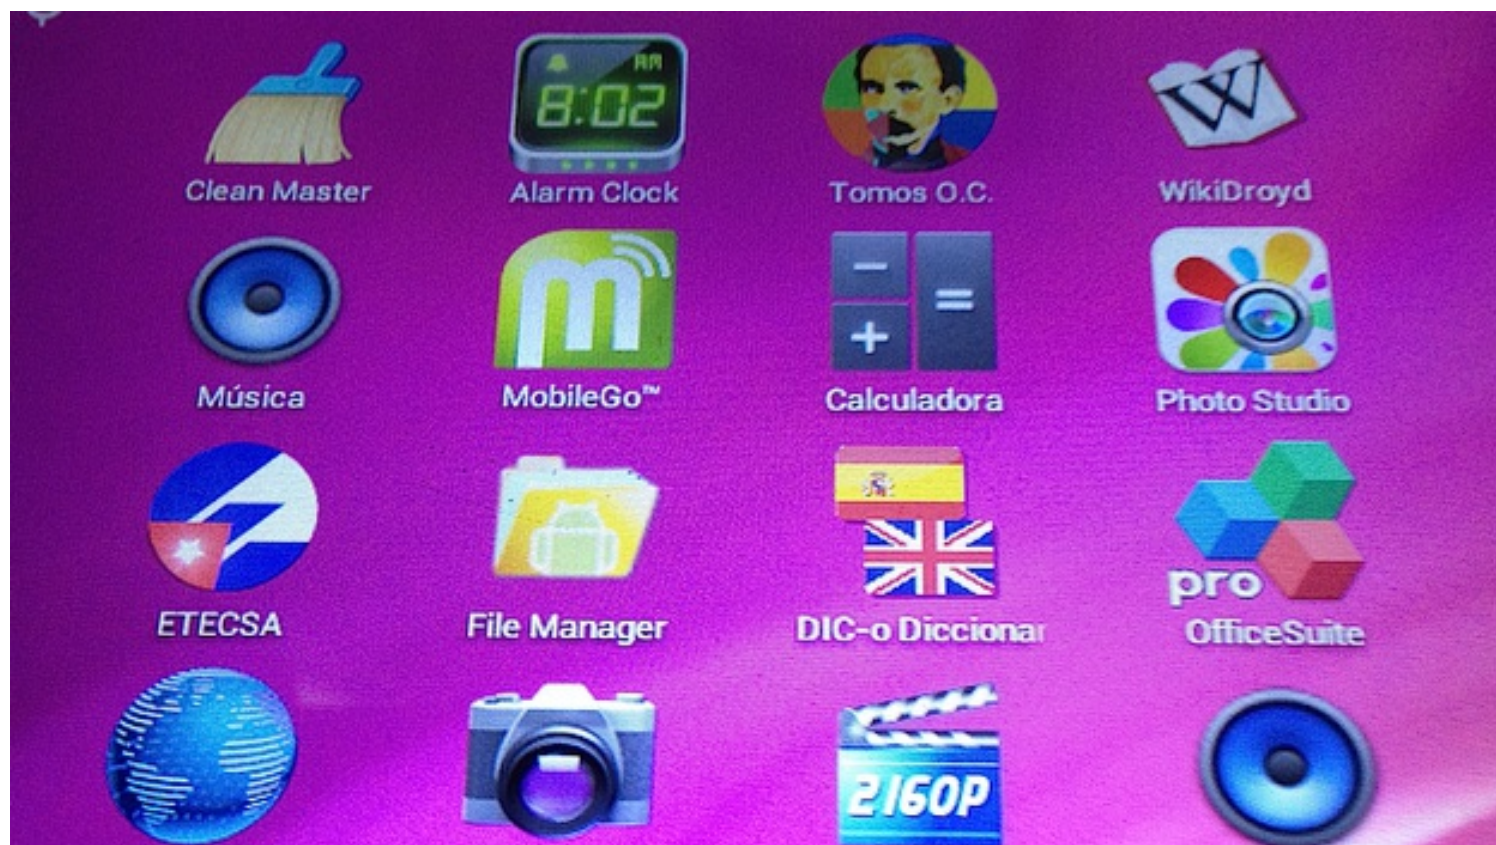 AM
8:02
W
Clean Master
Alarm Clock
Tomos O.C.
WikiDroyd
m
− + =
Música
MobileGo™
Calculadora
Photo Studio
pro
ETECSA
File Manager
DIC-o Diccionar
OfficeSuite
2160P